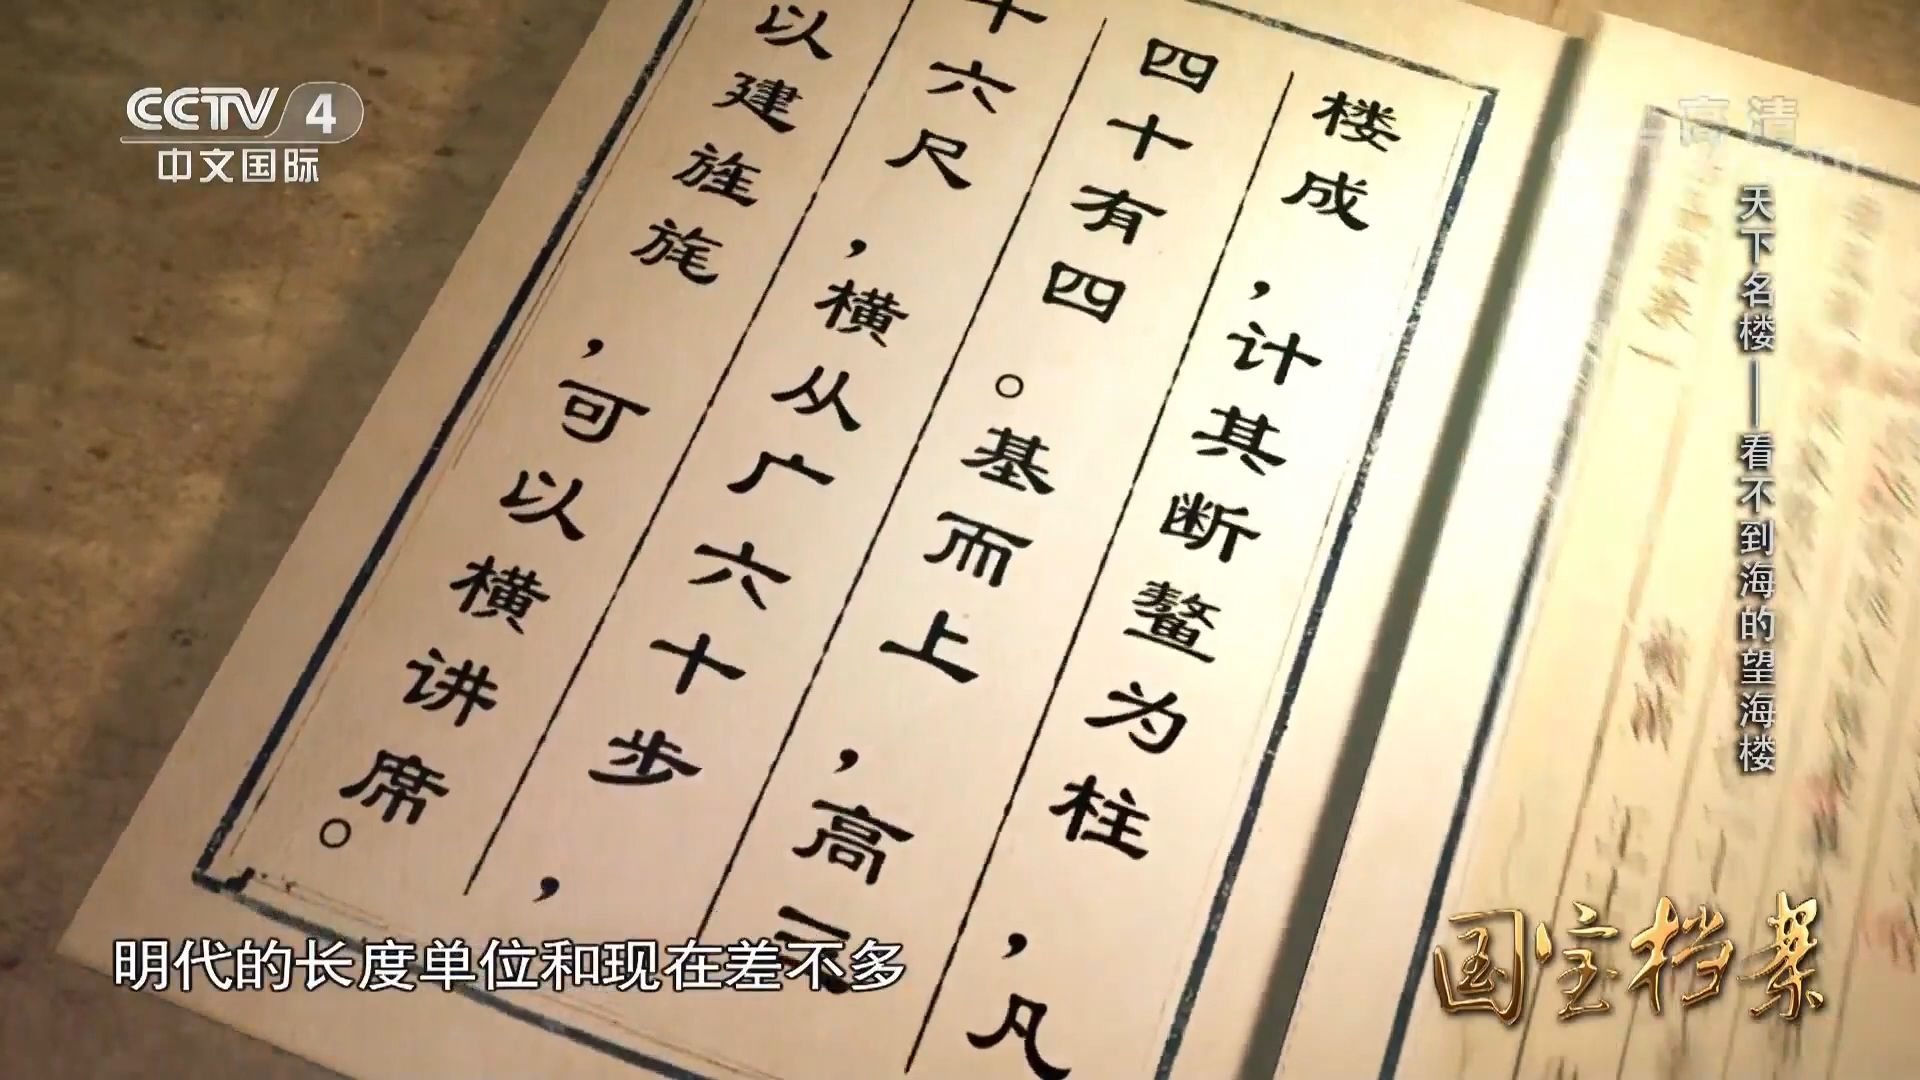 CCTV 4
中文国际
高清
楼成，计其断鳌为柱，凡
四十有四。基而上，高三
十六尺，横从广六十步，
以建旌旄，可以横讲席。
天下名楼——看不到海的望海楼
明代的长度单位和现在差不多
国宝档案